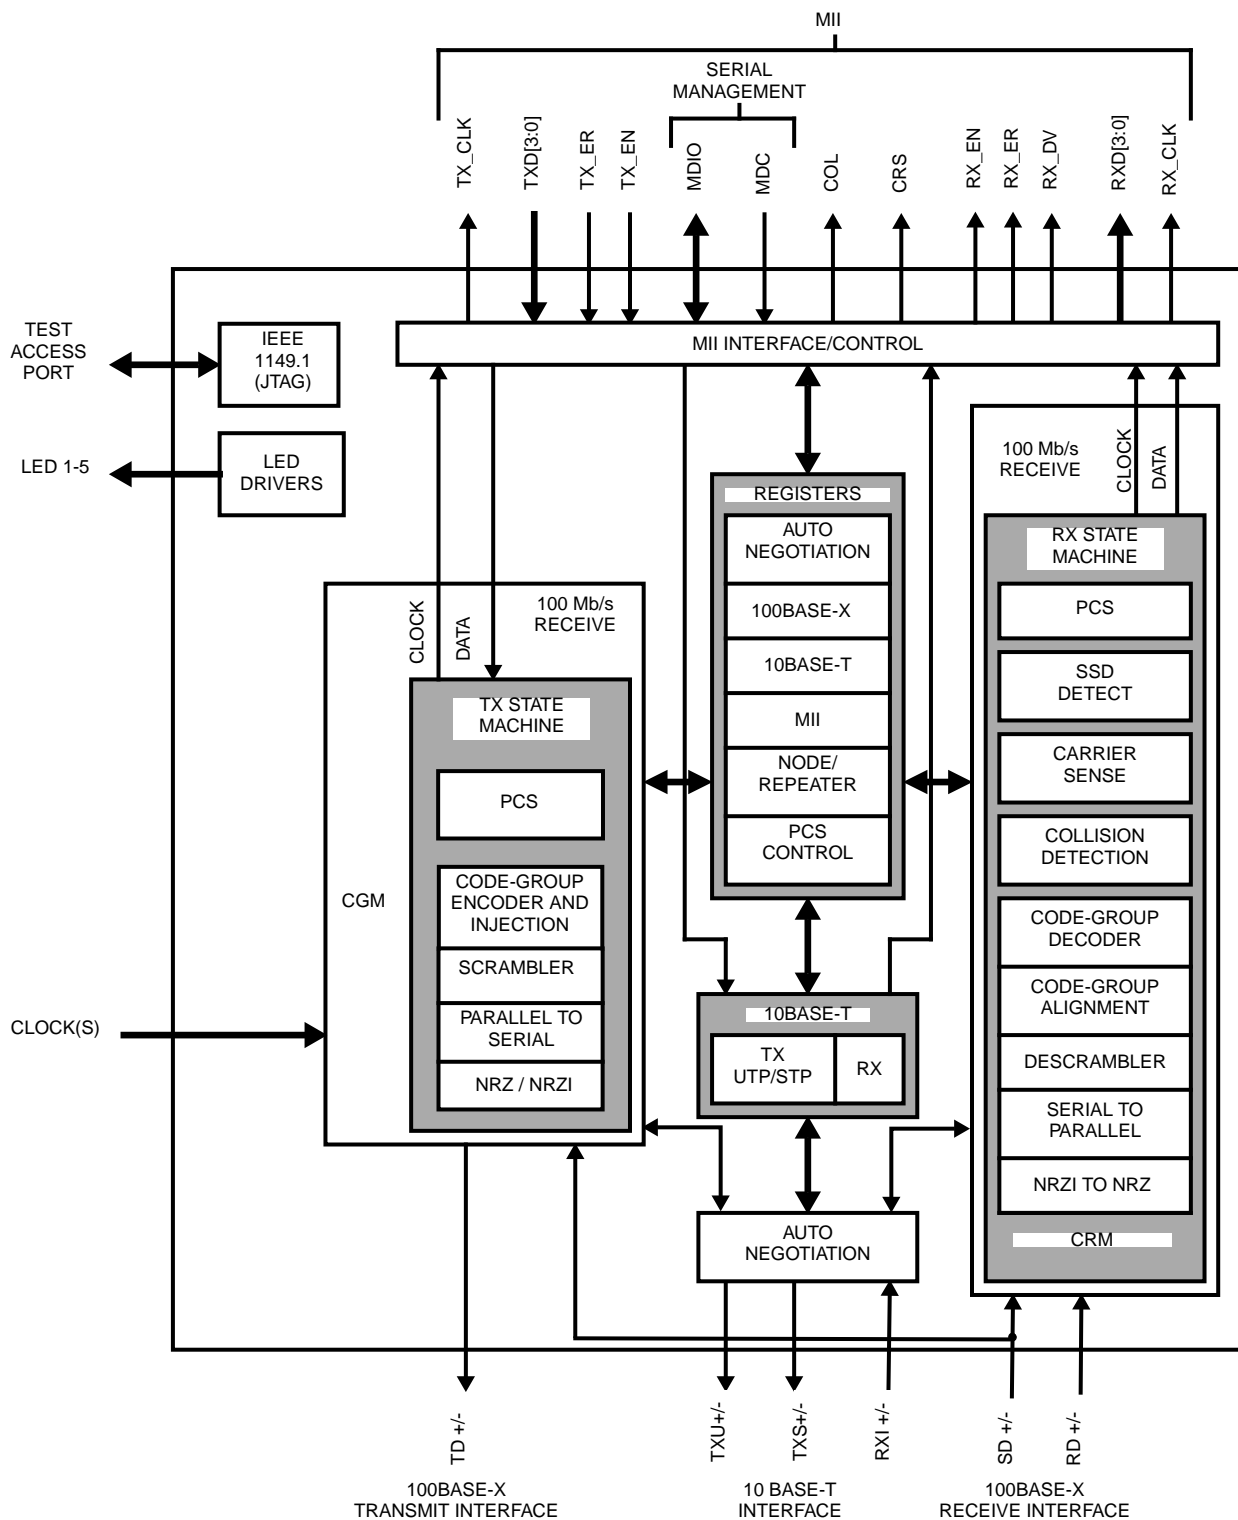 MII
SERIAL
MANAGEMENT
TX_CLK
TXD[3:0]
TX_ER
TX_EN
MDIO
MDC
COL
CRS
RX_EN
RX_ER
RX_DV
RXD[3:0]
RX_CLK
TEST
ACCESS
PORT
IEEE
1149.1
(JTAG)
MII INTERFACE/CONTROL
LED 1-5
LED
DRIVERS
100 Mb/s
RECEIVE
CLOCK
DATA
REGISTERS
AUTO
NEGOTIATION
100BASE-X
10BASE-T
MII
NODE/
REPEATER
PCS
CONTROL
RX STATE
MACHINE
PCS
SSD
DETECT
CARRIER
SENSE
COLLISION
DETECTION
CODE-GROUP
DECODER
CODE-GROUP
ALIGNMENT
DESCRAMBLER
SERIAL TO
PARALLEL
NRZI TO NRZ
CRM
100 Mb/s
RECEIVE
CLOCK
DATA
TX STATE
MACHINE
PCS
CGM
CODE-GROUP
ENCODER AND
INJECTION
SCRAMBLER
PARALLEL TO
SERIAL
NRZ / NRZI
CLOCK(S)
10BASE-T
TX
UTP/STP
RX
AUTO
NEGOTIATION
TD +/-
TXU+/-
TXS+/-
RXI +/-
SD +/-
RD +/-
100BASE-X
TRANSMIT INTERFACE
10 BASE-T
INTERFACE
100BASE-X
RECEIVE INTERFACE